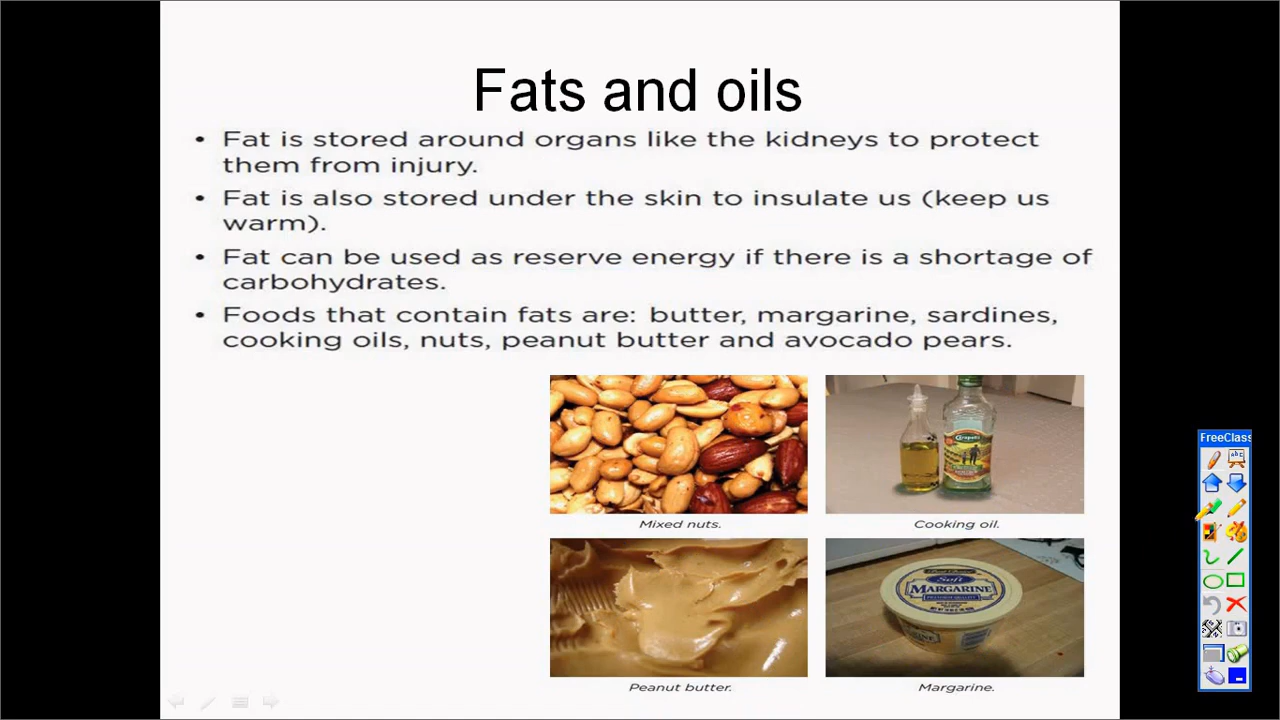 Fats and oils
• Fat is stored around organs like the kidneys to protect
them from injury.
• Fat is also stored under the skin to insulate us (keep us
warm).
• Fat can be used as reserve energy if there is a shortage of
carbohydrates.
• Foods that contain fats are: butter, margarine, sardines,
cooking oils, nuts, peanut butter and avocado pears.
FreeClass
abc
Mixed nuts.
Cooking oil.
Soft
MARGARINE
Peanut butter.
Margarine.